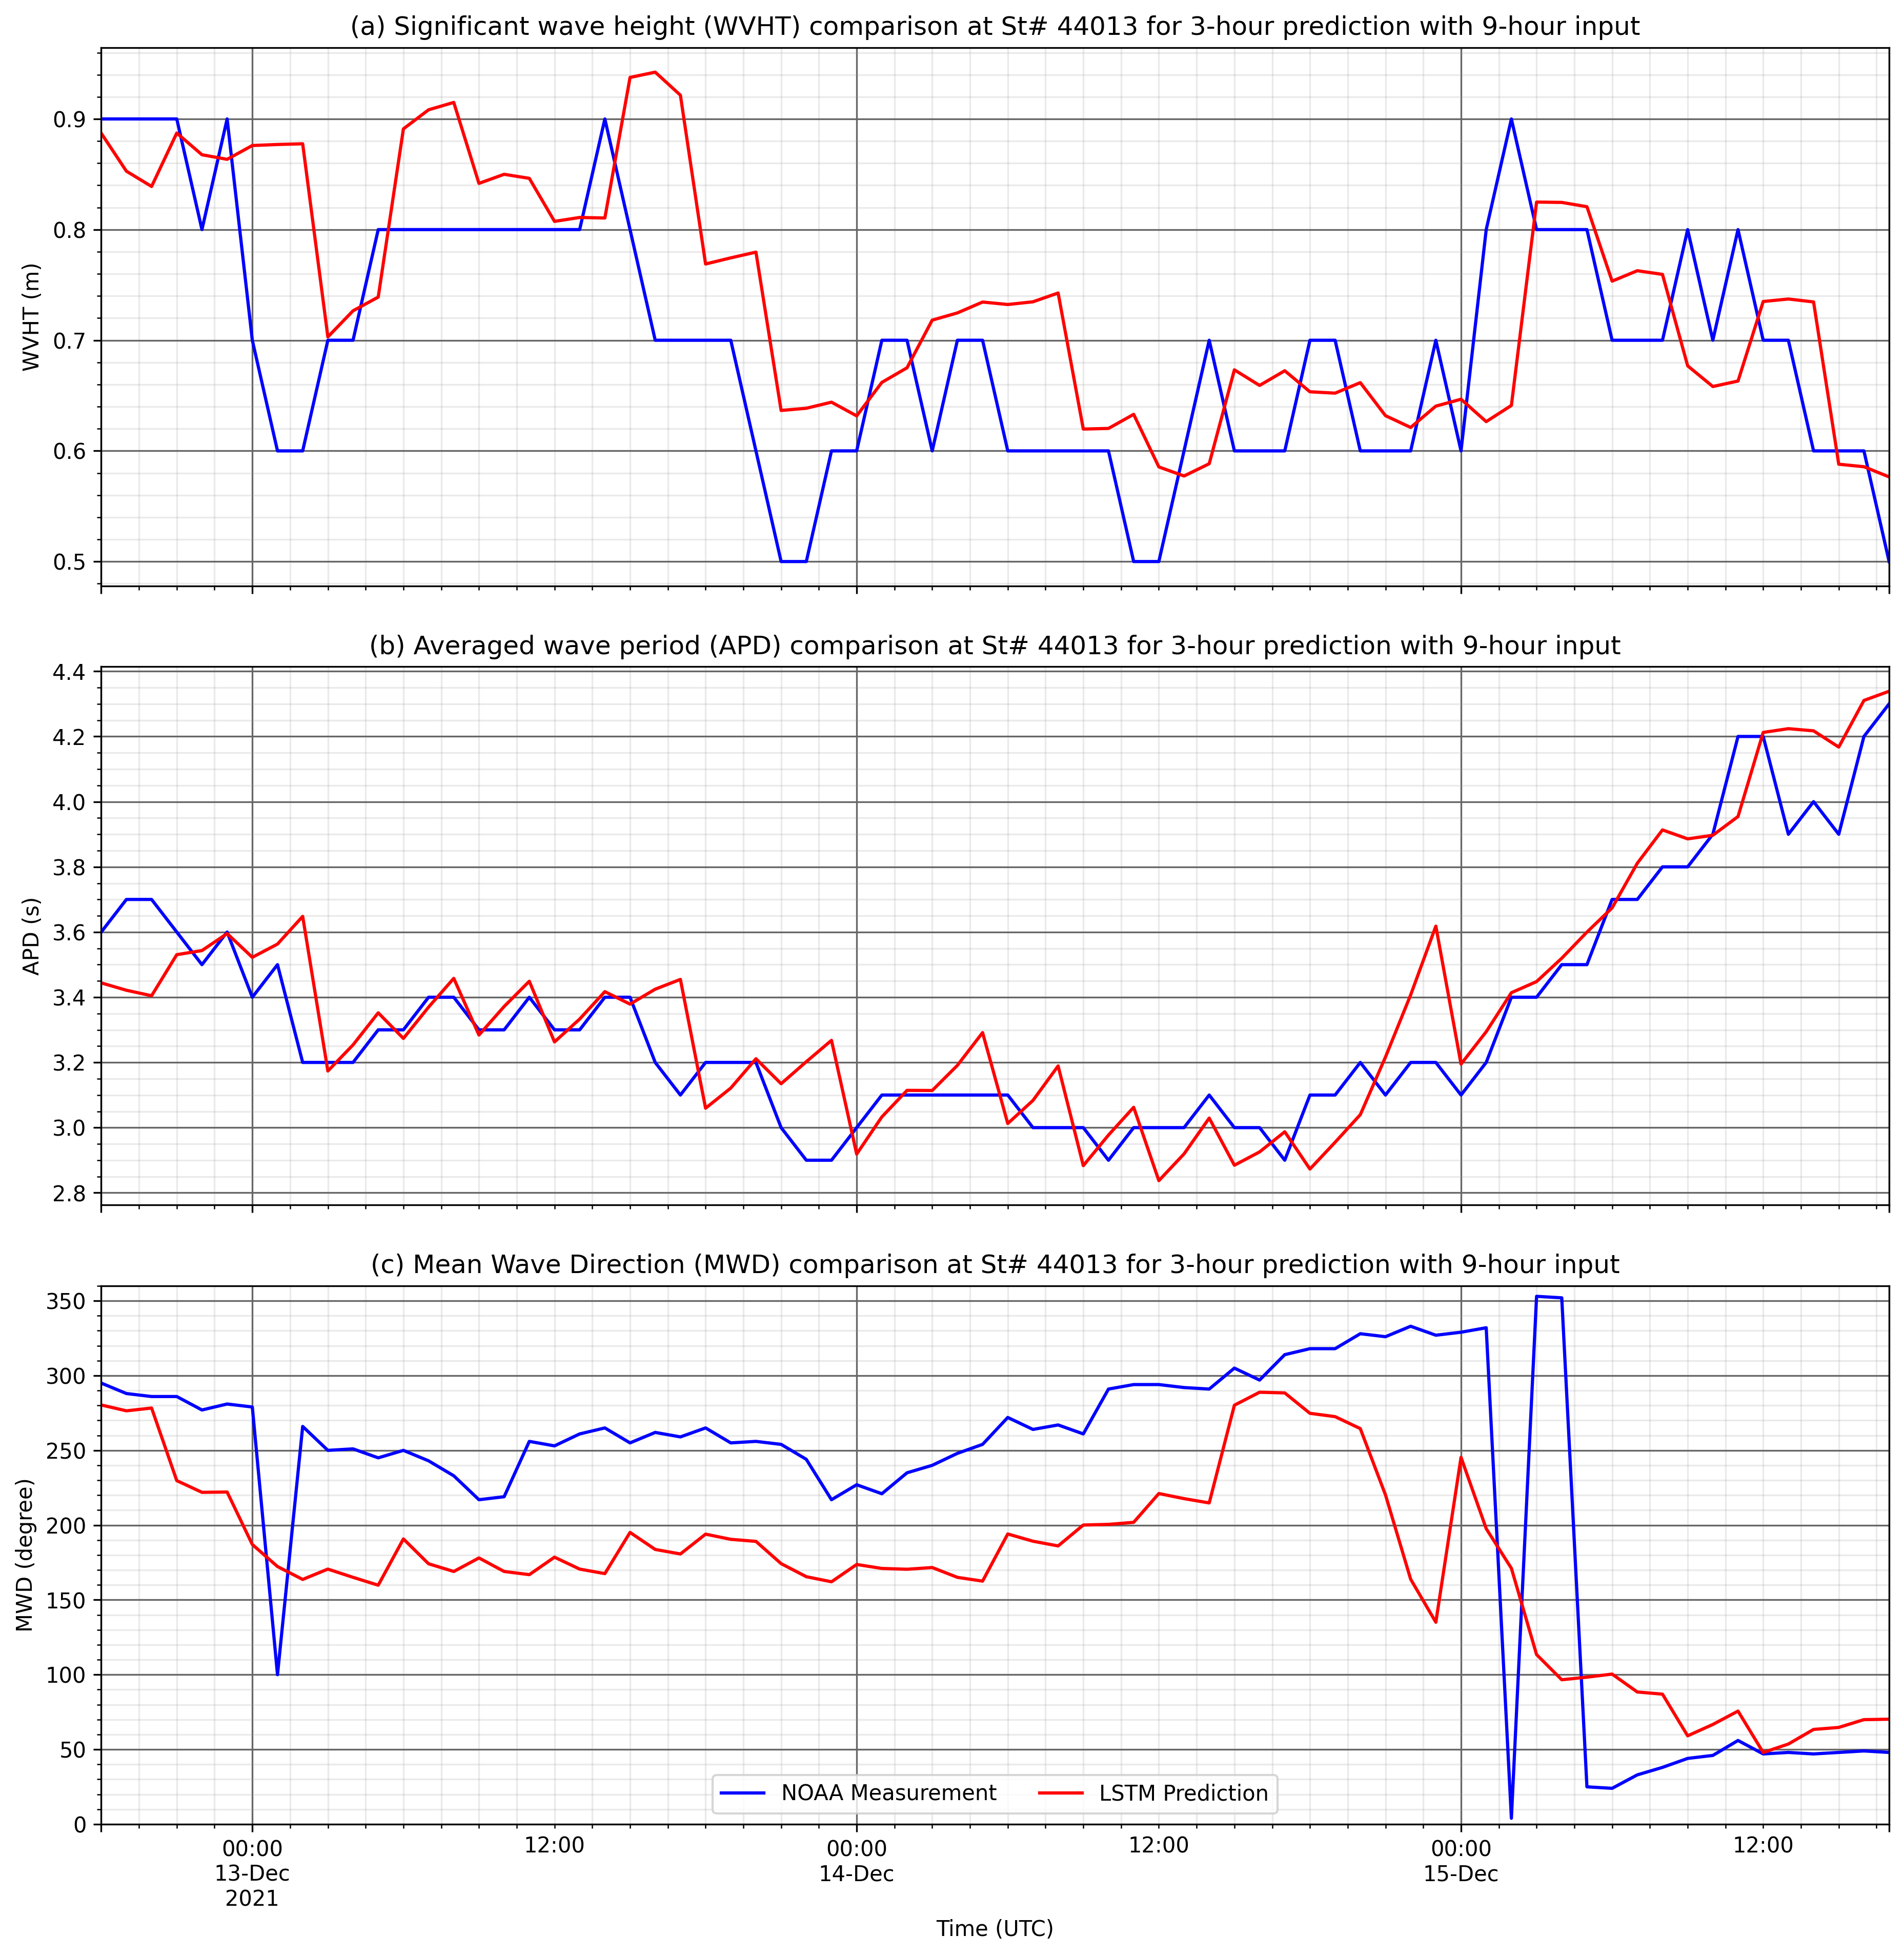 (a) Significant wave height (WVHT) comparison at St# 44013 for 3-hour prediction with 9-hour input
0.9
0.8
0.7
0.6
0.5
WVHT (m)
(b) Averaged wave period (APD) comparison at St# 44013 for 3-hour prediction with 9-hour input
4.4
4.2
4.0
3.8
3.6
3.4
3.2
3.0
2.8
APD (s)
(c) Mean Wave Direction (MWD) comparison at St# 44013 for 3-hour prediction with 9-hour input
350
300
250
200
150
100
50
0
MWD (degree)
NOAA Measurement LSTM Prediction
00:00 12:00 00:00 12:00 00:00 12:00
13-Dec 14-Dec 15-Dec
2021
Time (UTC)